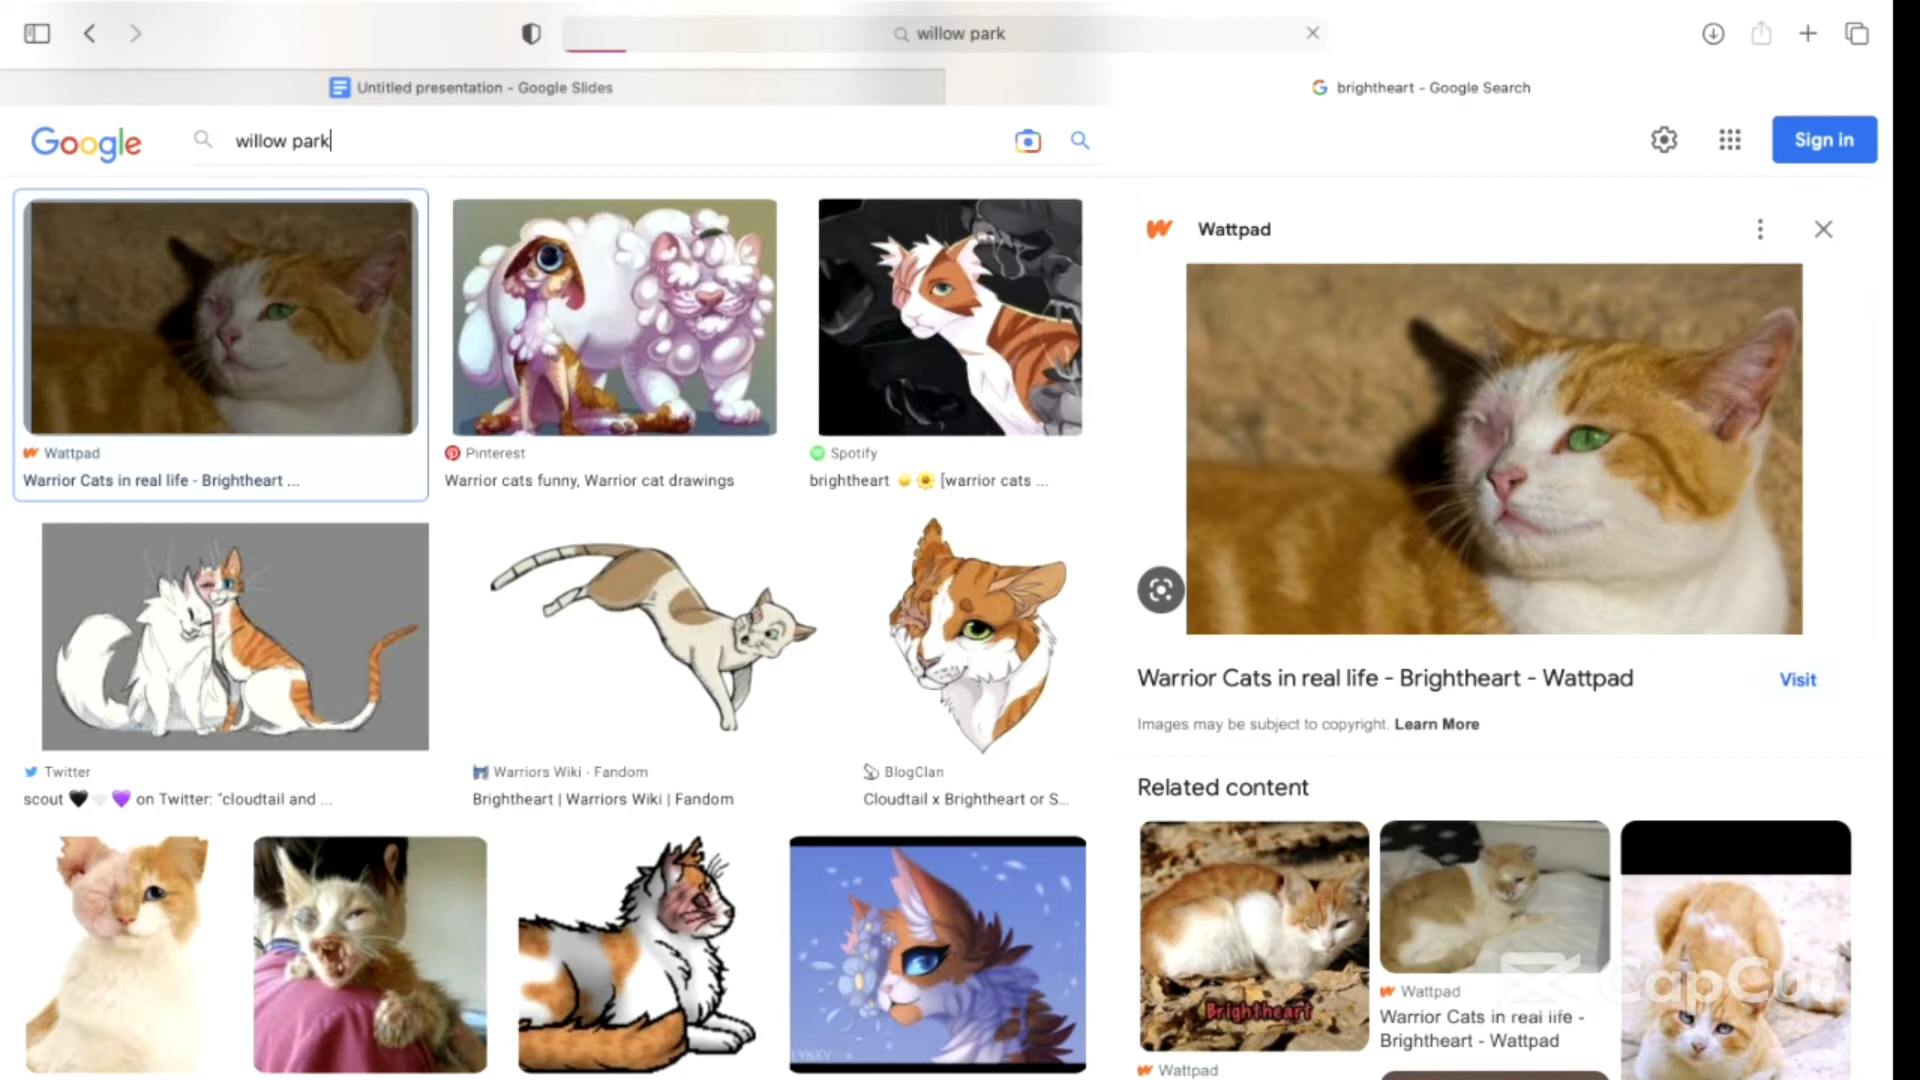 willow park
Untitled presentation - Google Slides
brightheart - Google Search
Google
willow park
Sign in
Wattpad
Warrior Cats in real life - Brightheart ...
Pinterest
Warrior cats funny, Warrior cat drawings
Spotify
brightheart ⭐🌻 [warrior cats ...
Wattpad
Warrior Cats in real life - Brightheart - Wattpad
Visit
Images may be subject to copyright. Learn More
Twitter
scout 🖤🤍💜 on Twitter: "cloudtail and ...
Warriors Wiki · Fandom
Brightheart | Warriors Wiki | Fandom
BlogClan
Cloudtail x Brightheart or S...
LYNXY
Related content
Brightheart
Wattpad
Wattpad
Warrior Cats in real life -
Brightheart - Wattpad
CapCut